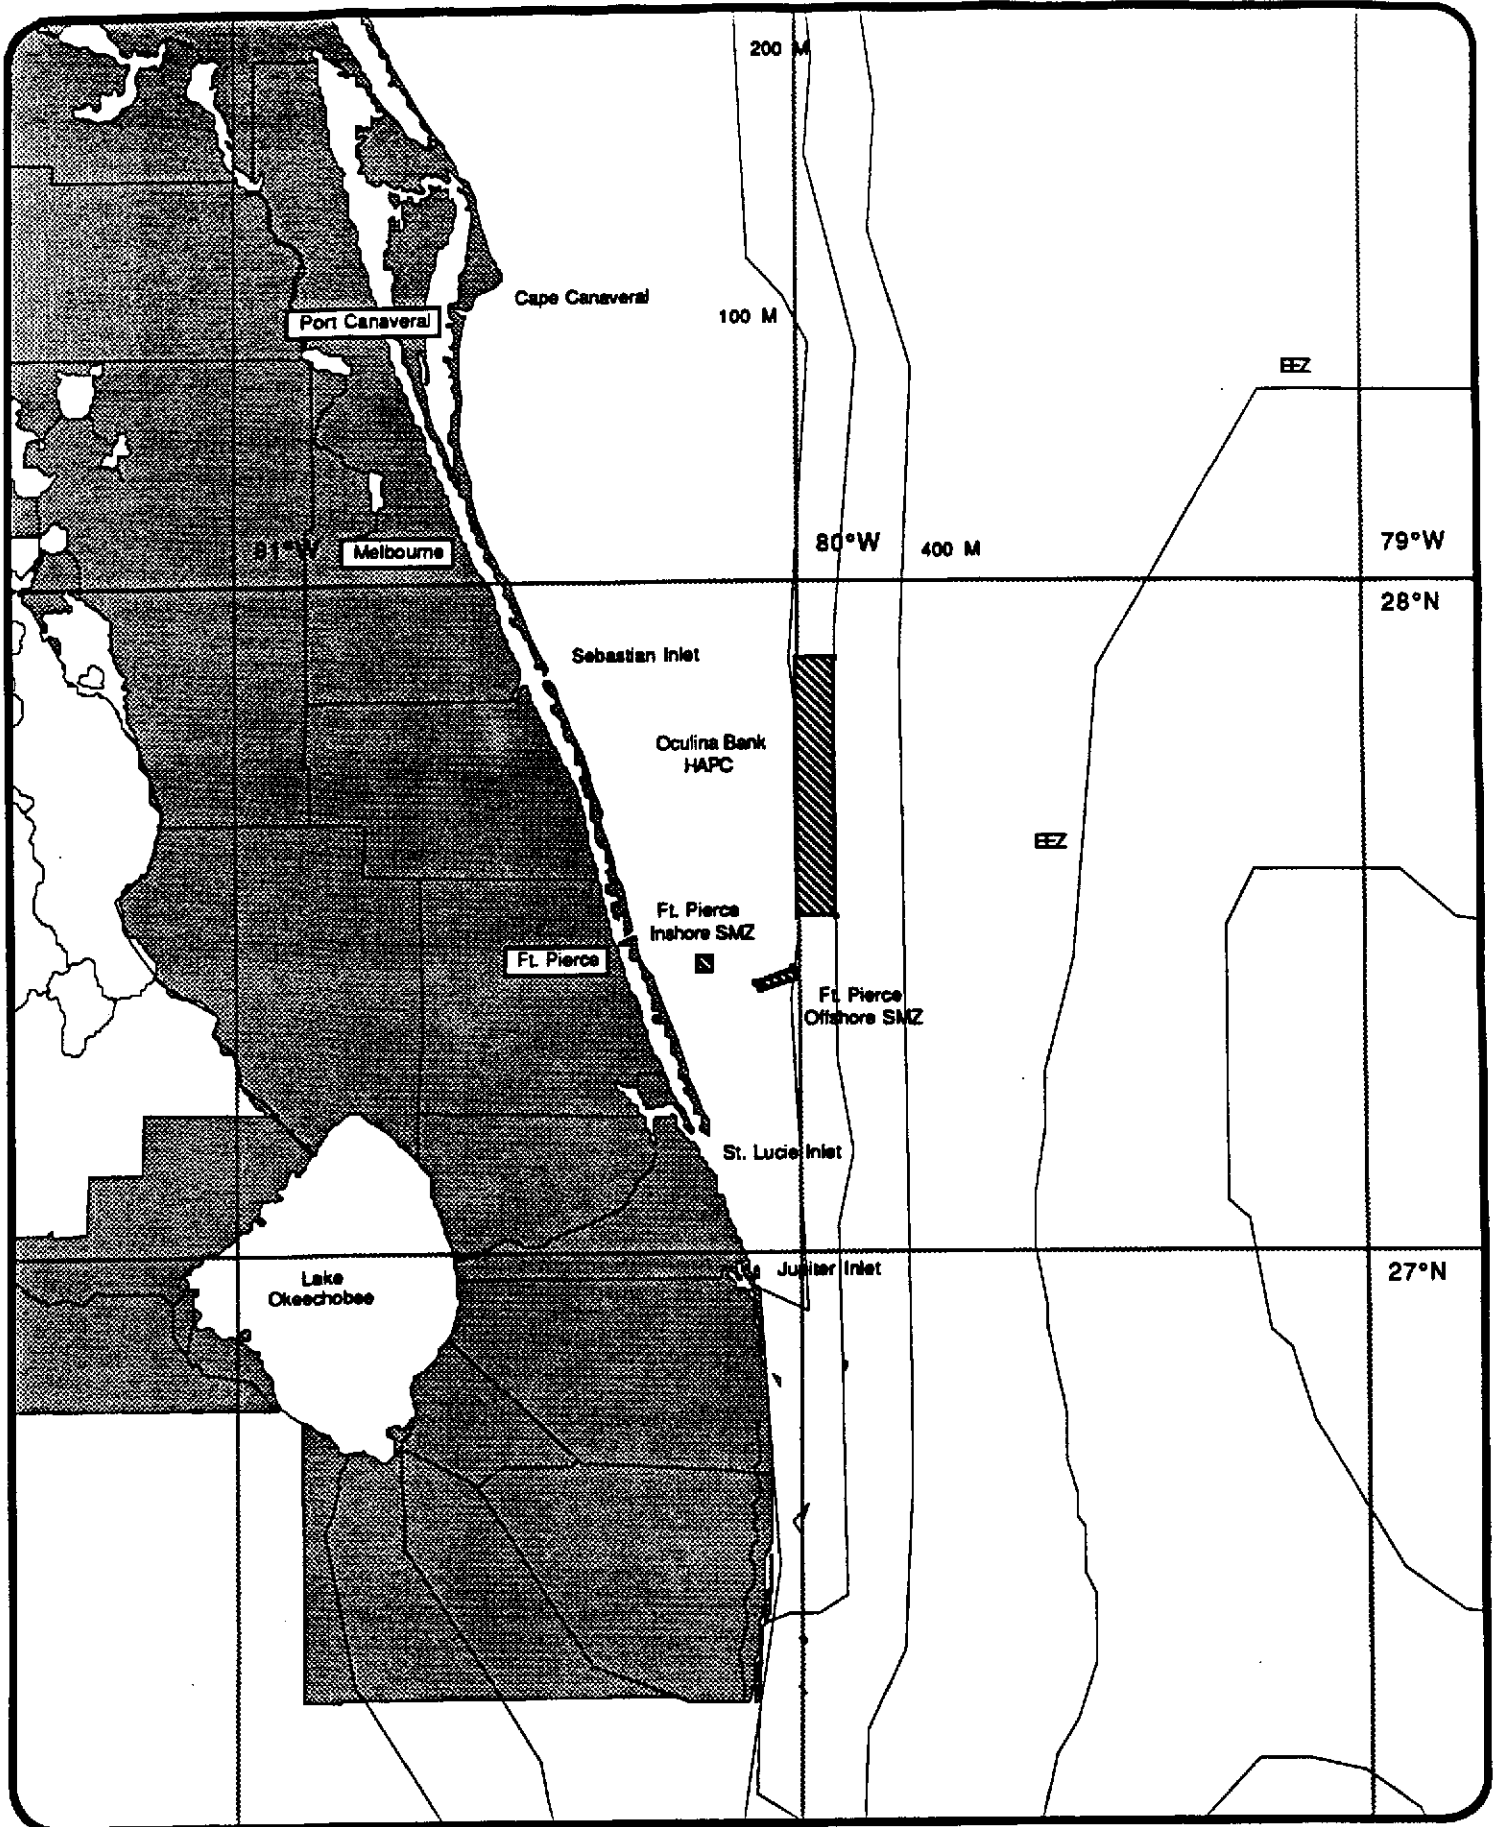 200 M
Cape Canaveral
100 M
Port Canaveral
EEZ
81°W
Melbourne
80°W
400 M
79°W
28°N
Sebastian Inlet
Oculina Bank
HAPC
EEZ
Ft. Pierce
Inshore SMZ
Ft. Pierce
Ft. Pierce
Offshore SMZ
St. Lucie Inlet
Jupiter Inlet
27°N
Lake
Okeechobee